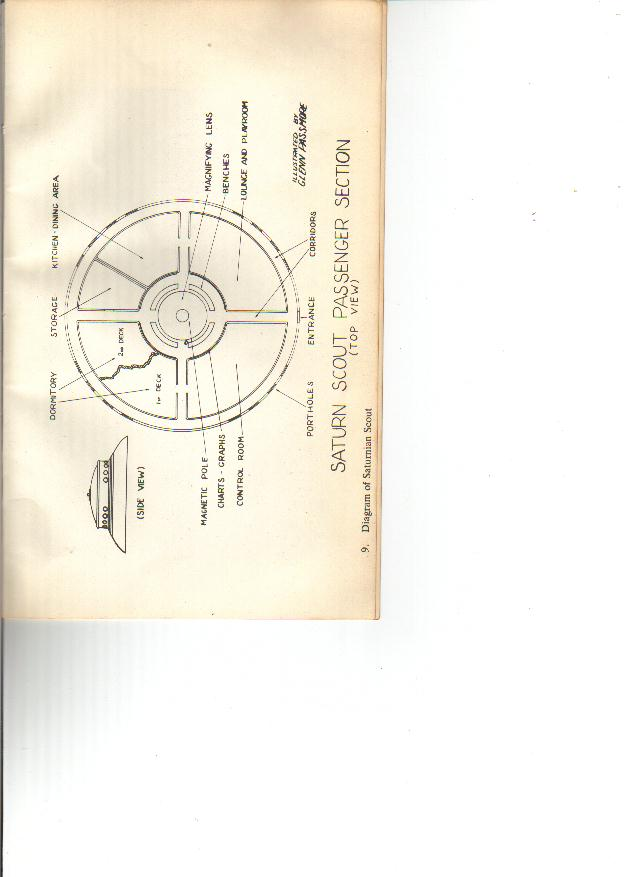 DORMITORY
STORAGE
KITCHEN-DINING AREA
2ND DECK
(SIDE VIEW)
1ST DECK
MAGNETIC POLE
MAGNIFYING LENS
CHARTS - GRAPHS
BENCHES
CONTROL ROOM
LOUNGE AND PLAYROOM
ILLUSTRATED BY
GLENN PASSMORE
PORTHOLES
ENTRANCE
CORRIDORS
SATURN SCOUT PASSENGER SECTION
(TOP VIEW)
9. Diagram of Saturnian Scout